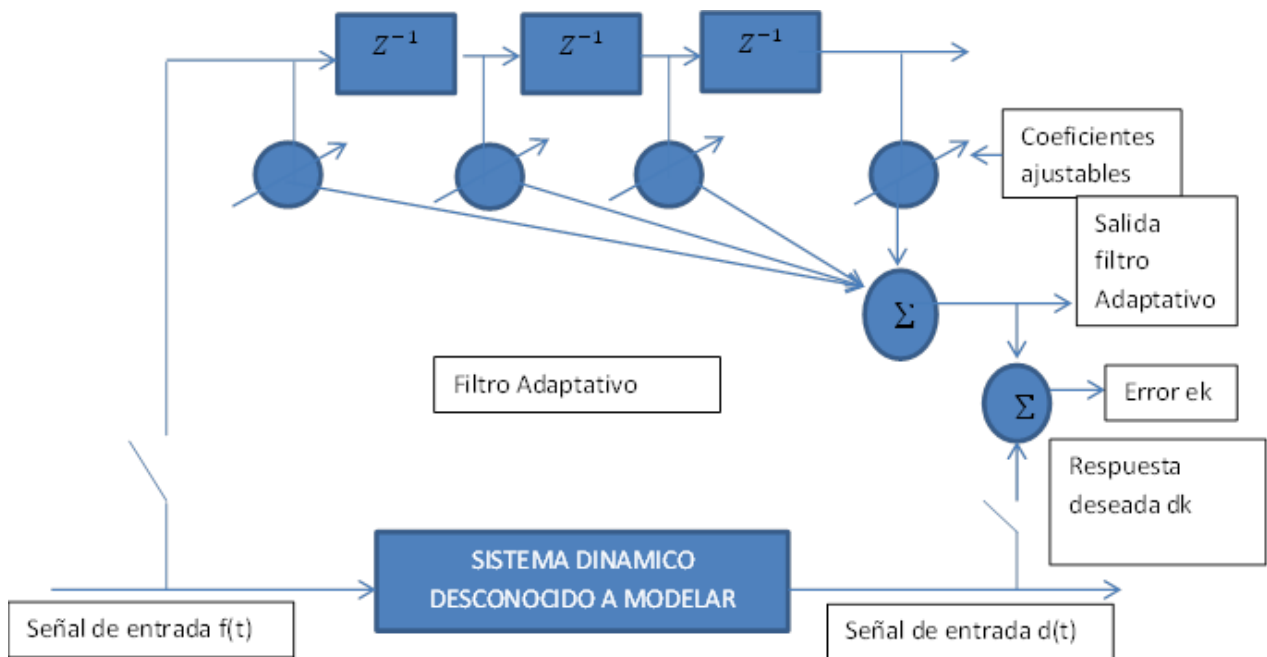 Z⁻¹
Z⁻¹
Z⁻¹
Coeficientes
ajustables
Salida
filtro
Adaptativo
Σ
Filtro Adaptativo
Σ
Error ek
Respuesta
deseada dk
SISTEMA DINAMICO
DESCONOCIDO A MODELAR
Señal de entrada f(t)
Señal de entrada d(t)